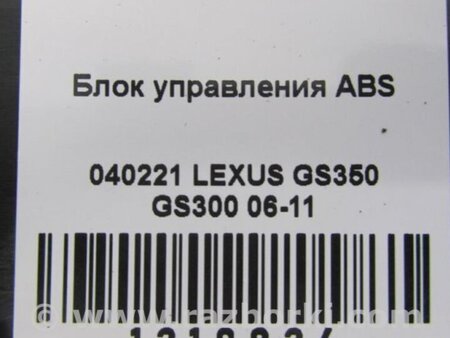 Блок управления ABS
040221 LEXUS GS350
GS300 06-11
© www.razborki.com